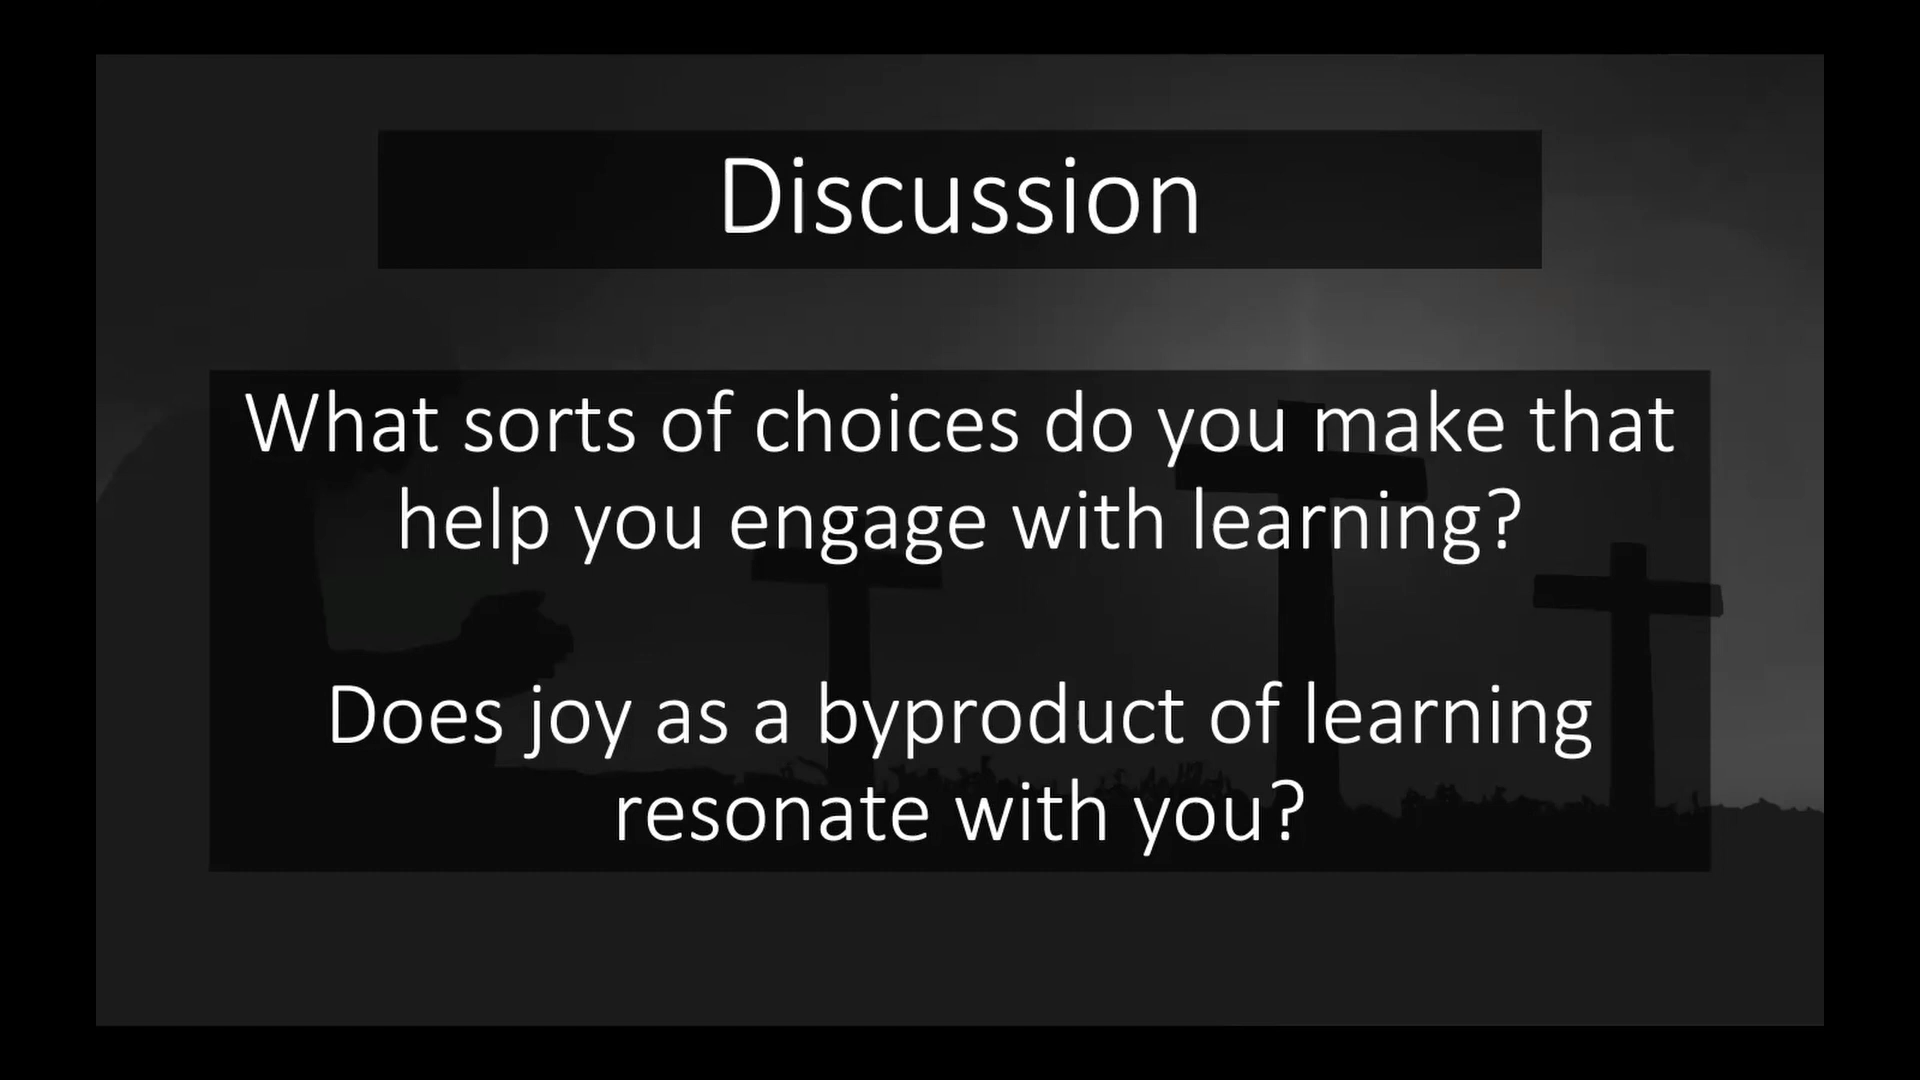 Discussion
What sorts of choices do you make that
help you engage with learning?
Does joy as a byproduct of learning
resonate with you?